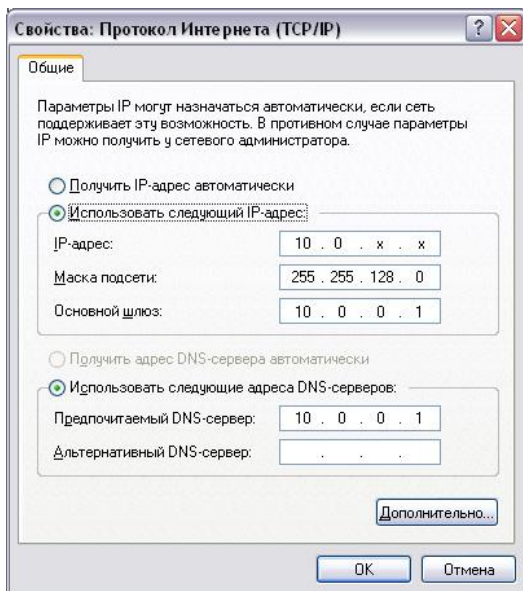 Свойства: Протокол Интернета (TCP/IP)
Общие
Параметры IP могут назначаться автоматически, если сеть
поддерживает эту возможность. В противном случае параметры
IP можно получить у сетевого администратора.
Получить IP-адрес автоматически
Использовать следующий IP-адрес:
IP-адрес: 10 . 0 . x . x
Маска подсети: 255 . 255 . 128 . 0
Основной шлюз: 10 . 0 . 0 . 1
Получить адрес DNS-сервера автоматически
Использовать следующие адреса DNS-серверов:
Предпочитаемый DNS-сервер: 10 . 0 . 0 . 1
Альтернативный DNS-сервер: . . .
Дополнительно...
OK Отмена